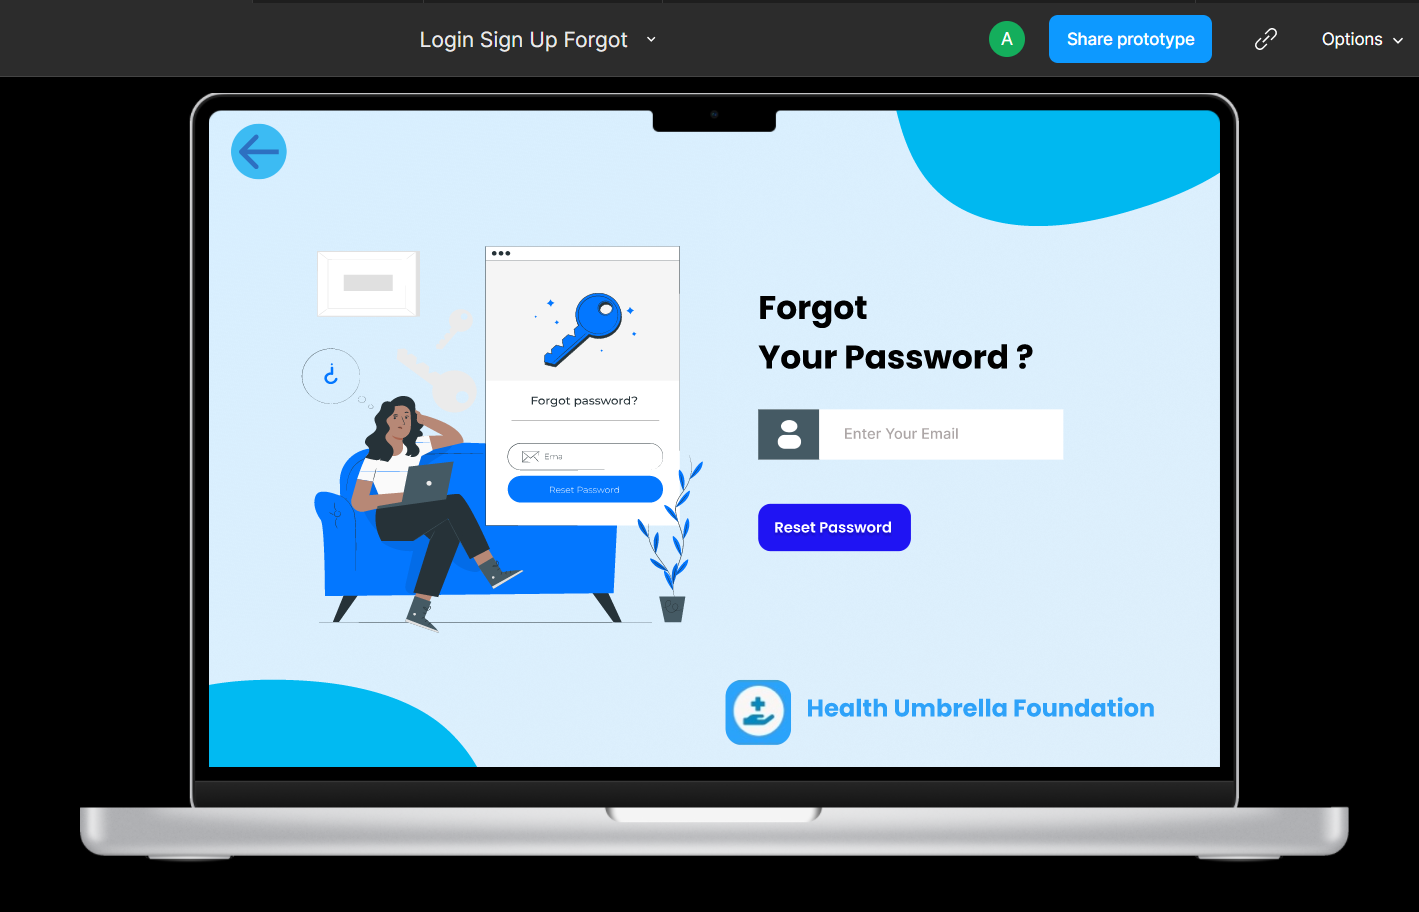 Login Sign Up Forgot
A
Share prototype
Options
Forgot
Your Password ?
Enter Your Email
Reset Password
¿
Forgot password?
Ema
Reset Password
Health Umbrella Foundation